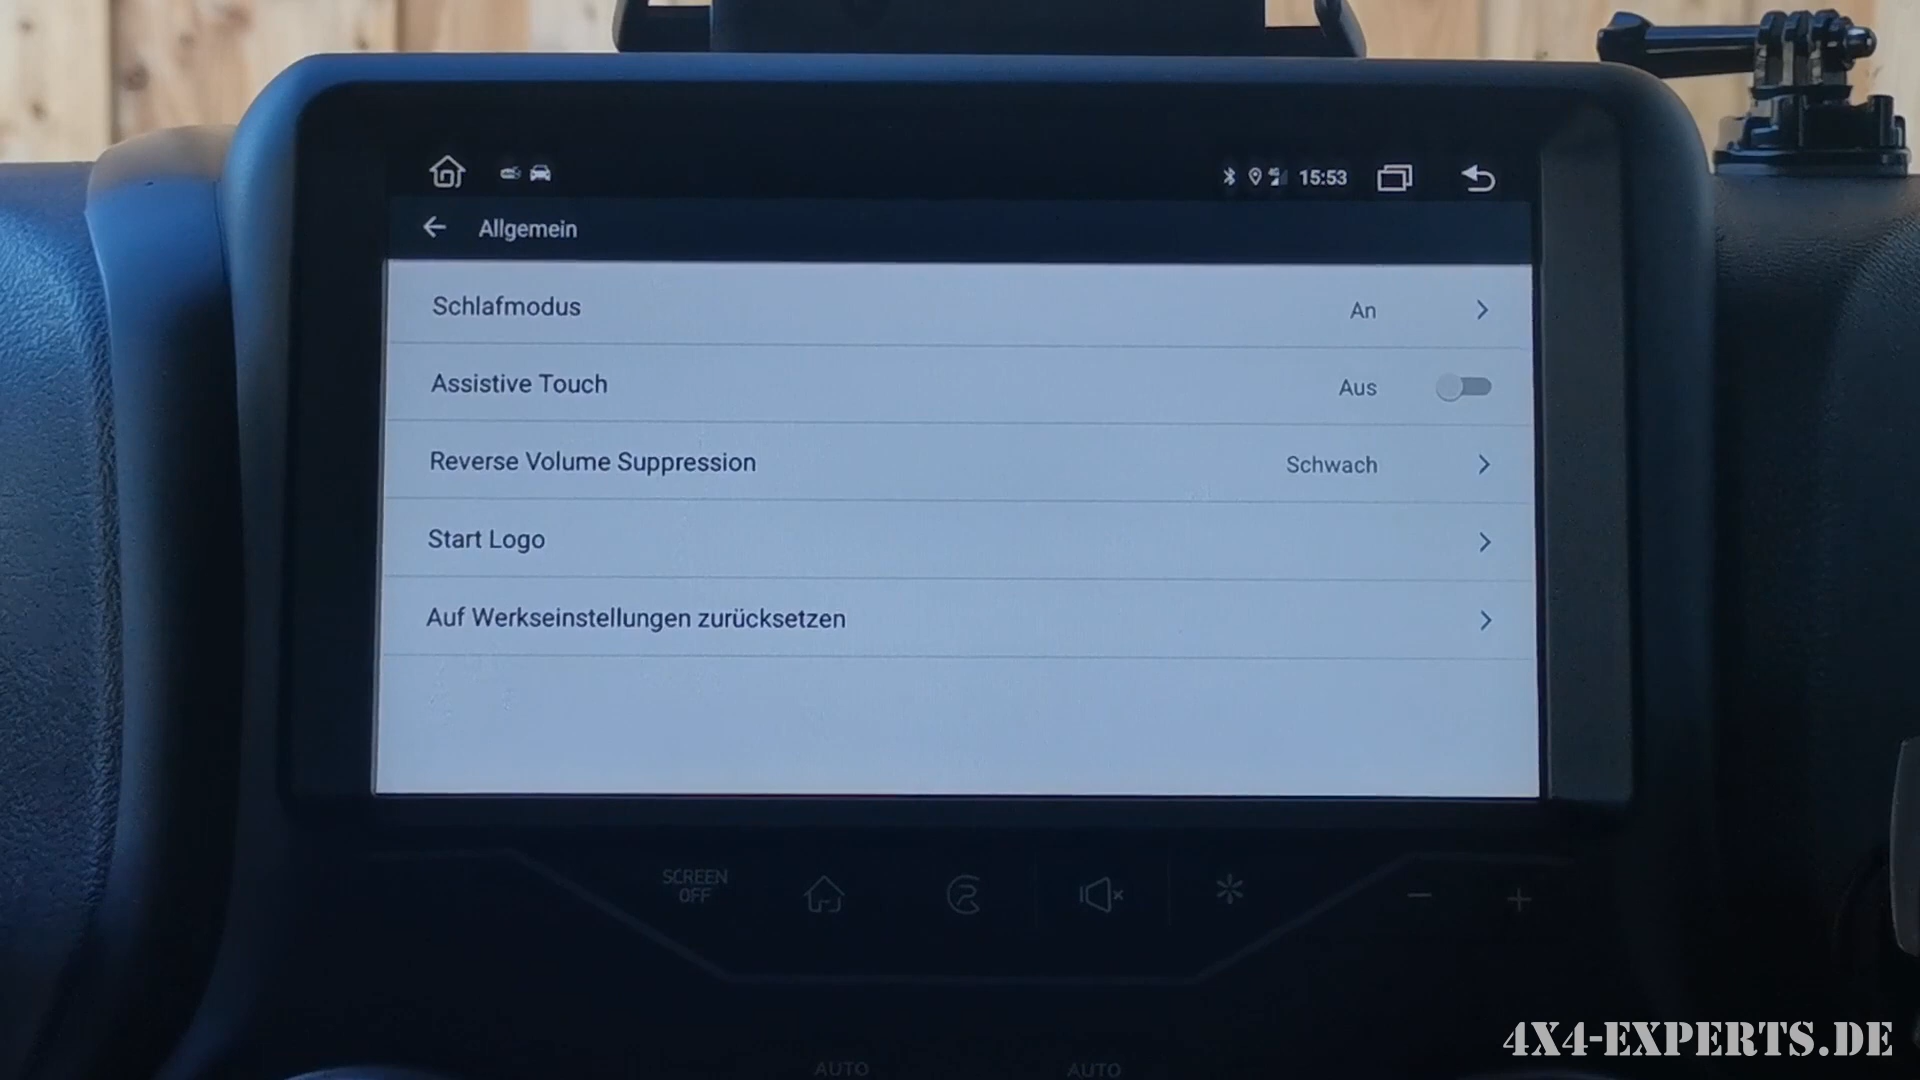 15:53
Allgemein
Schlafmodus An
Assistive Touch Aus
Reverse Volume Suppression Schwach
Start Logo
Auf Werkseinstellungen zurücksetzen
SCREEN
OFF
AUTO AUTO
4X4-EXPERTS.DE